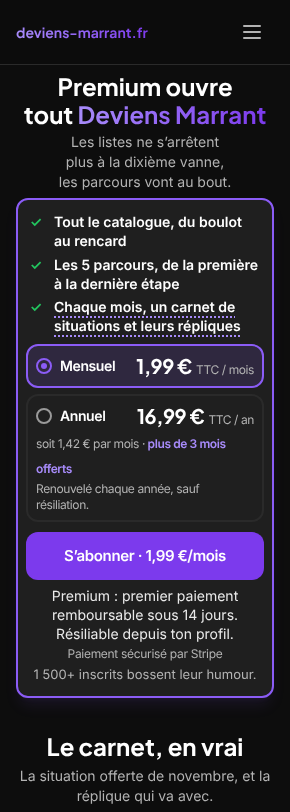 deviens-marrant.fr
Premium ouvre
tout Deviens Marrant
Les listes ne s’arrêtent
plus à la dixième vanne,
les parcours vont au bout.
Tout le catalogue, du boulot
au rencard
Les 5 parcours, de la première
à la dernière étape
Chaque mois, un carnet de
situations et leurs répliques
Mensuel 1,99 € TTC / mois
Annuel 16,99 € TTC / an
soit 1,42 € par mois · plus de 3 mois
offerts
Renouvelé chaque année, sauf
résiliation.
S’abonner · 1,99 €/mois
Premium : premier paiement
remboursable sous 14 jours.
Résiliable depuis ton profil.
Paiement sécurisé par Stripe
1 500+ inscrits bossent leur humour.
Le carnet, en vrai
La situation offerte de novembre, et la
réplique qui va avec.